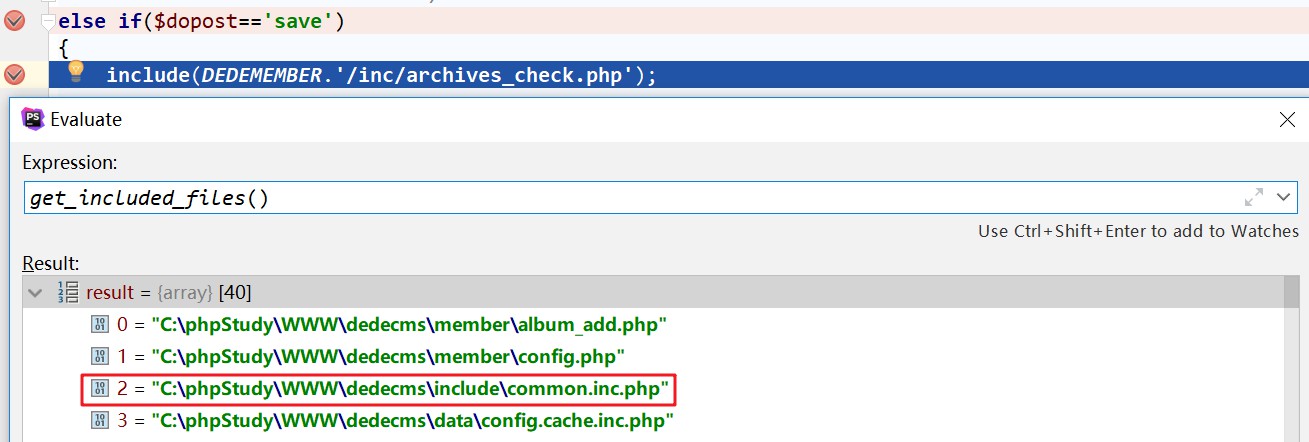 else if($dopost=='save')
{
include(DEDEMEMBER.'/inc/archives_check.php');
PS Evaluate
Expression:
get_included_files()
Use Ctrl+Shift+Enter to add to Watches
Result:
result = {array} [40]
0 = "C:\phpStudy\WWW\dedecms\member\album_add.php"
1 = "C:\phpStudy\WWW\dedecms\member\config.php"
2 = "C:\phpStudy\WWW\dedecms\include\common.inc.php"
3 = "C:\phpStudy\WWW\dedecms\data\config.cache.inc.php"